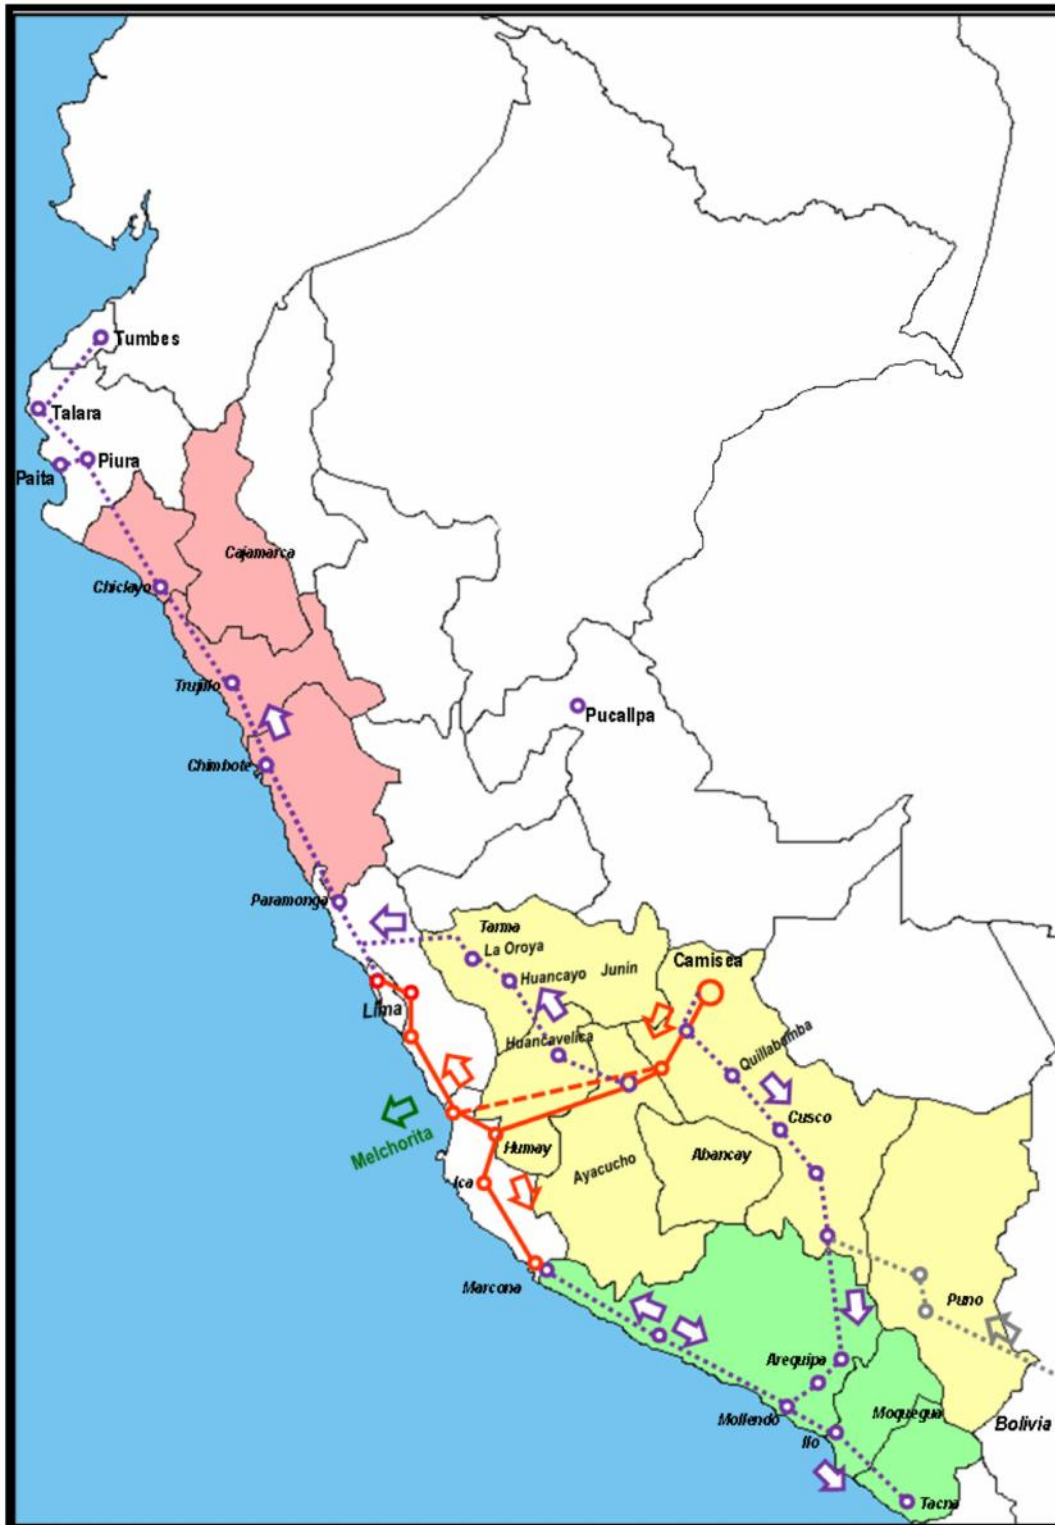 Tumbes
Talara
Piura
Paita
Cajamarca
Chiclayo
Trujillo
Pucallpa
Chimbote
Paramonga
Tarma
La Oroya
Camisea
Huancayo
Junín
Lima
Huancavelica
Quillabamba
Cusco
Melchorita
Humay
Abancay
Ayacucho
Ica
Marcona
Puno
Arequipa
Moquegua
Mollendo
Bolivia
Ilo
Tacna